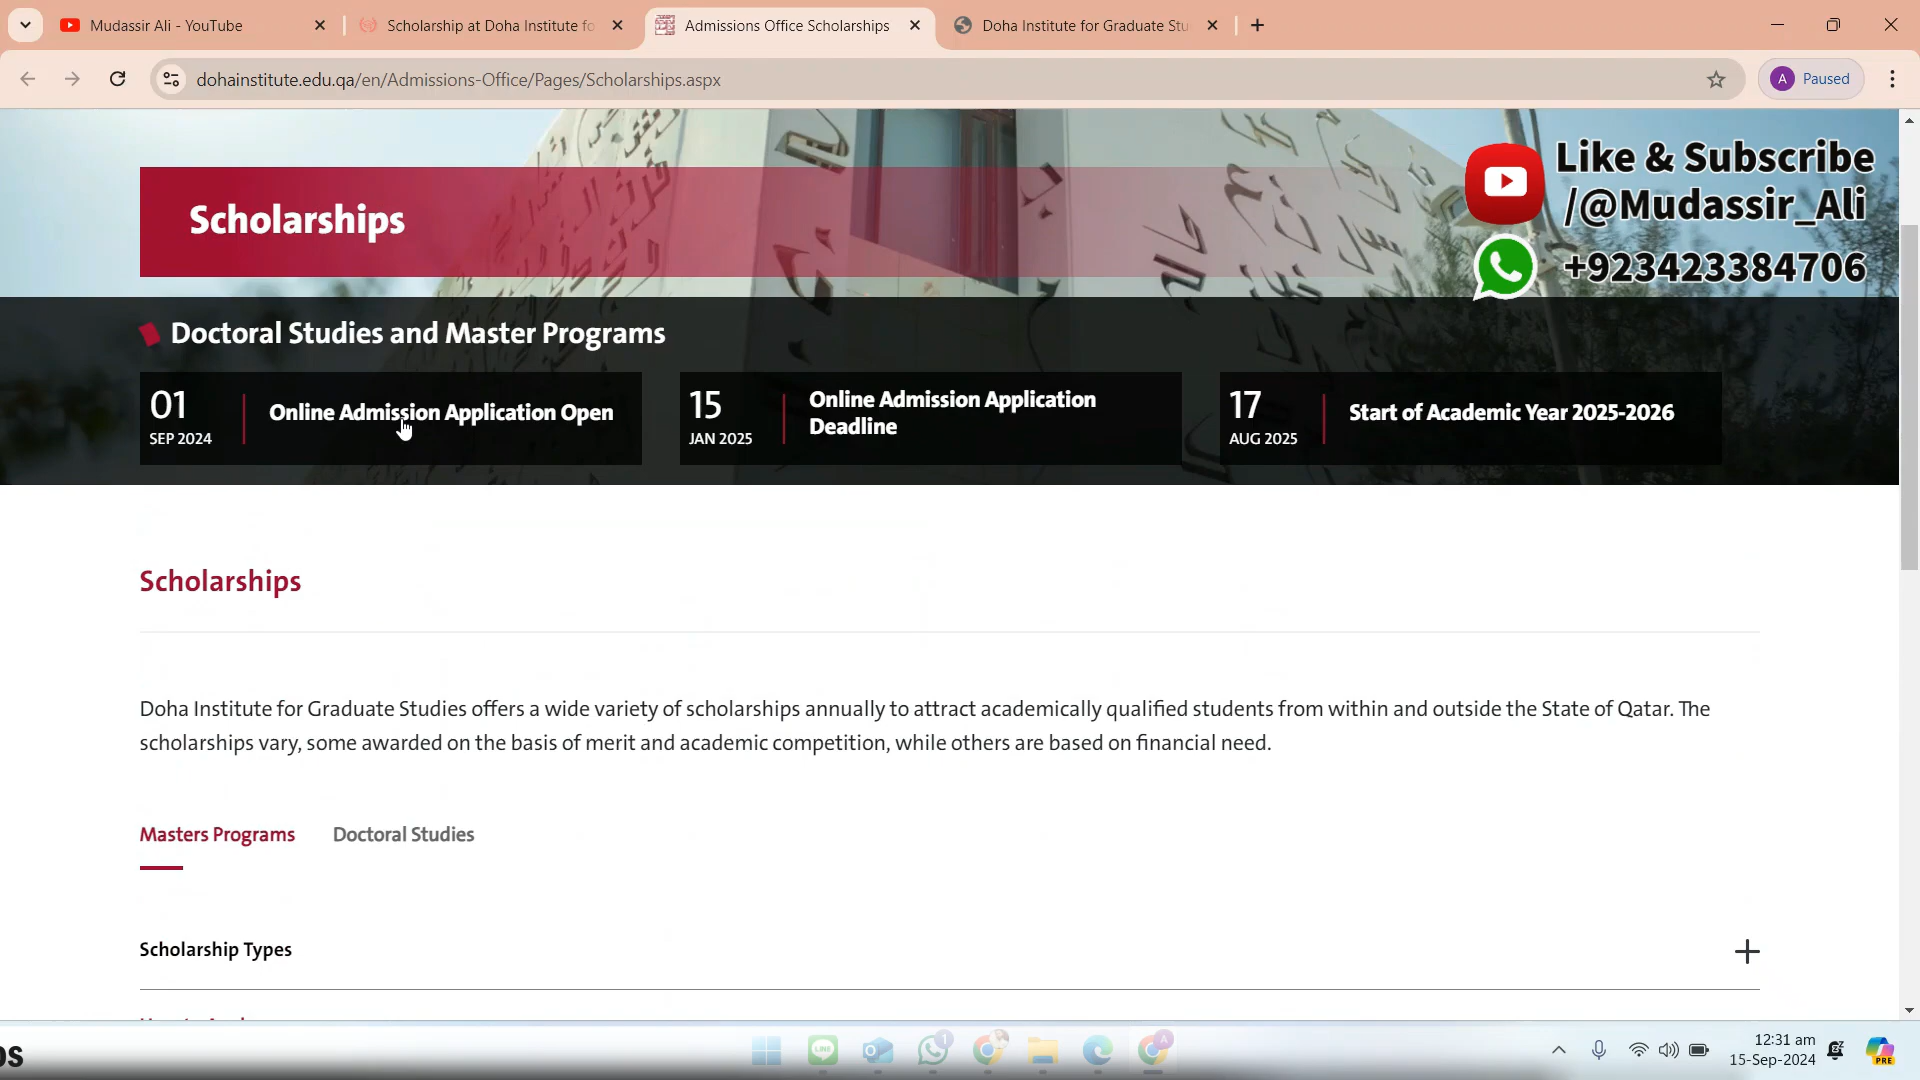 Mudassir Ali - YouTube
Scholarship at Doha Institute fo
Admissions Office Scholarships
Doha Institute for Graduate Stu
dohainstitute.edu.qa/en/Admissions-Office/Pages/Scholarships.aspx
A
Paused
Like & Subscribe
/@Mudassir_Ali
+923423384706
Scholarships
Doctoral Studies and Master Programs
01
SEP 2024
Online Admission Application Open
15
JAN 2025
Online Admission Application
Deadline
17
AUG 2025
Start of Academic Year 2025-2026
Scholarships
Doha Institute for Graduate Studies offers a wide variety of scholarships annually to attract academically qualified students from within and outside the State of Qatar. The
scholarships vary, some awarded on the basis of merit and academic competition, while others are based on financial need.
Masters Programs
Doctoral Studies
Scholarship Types
12:31 am
15-Sep-2024